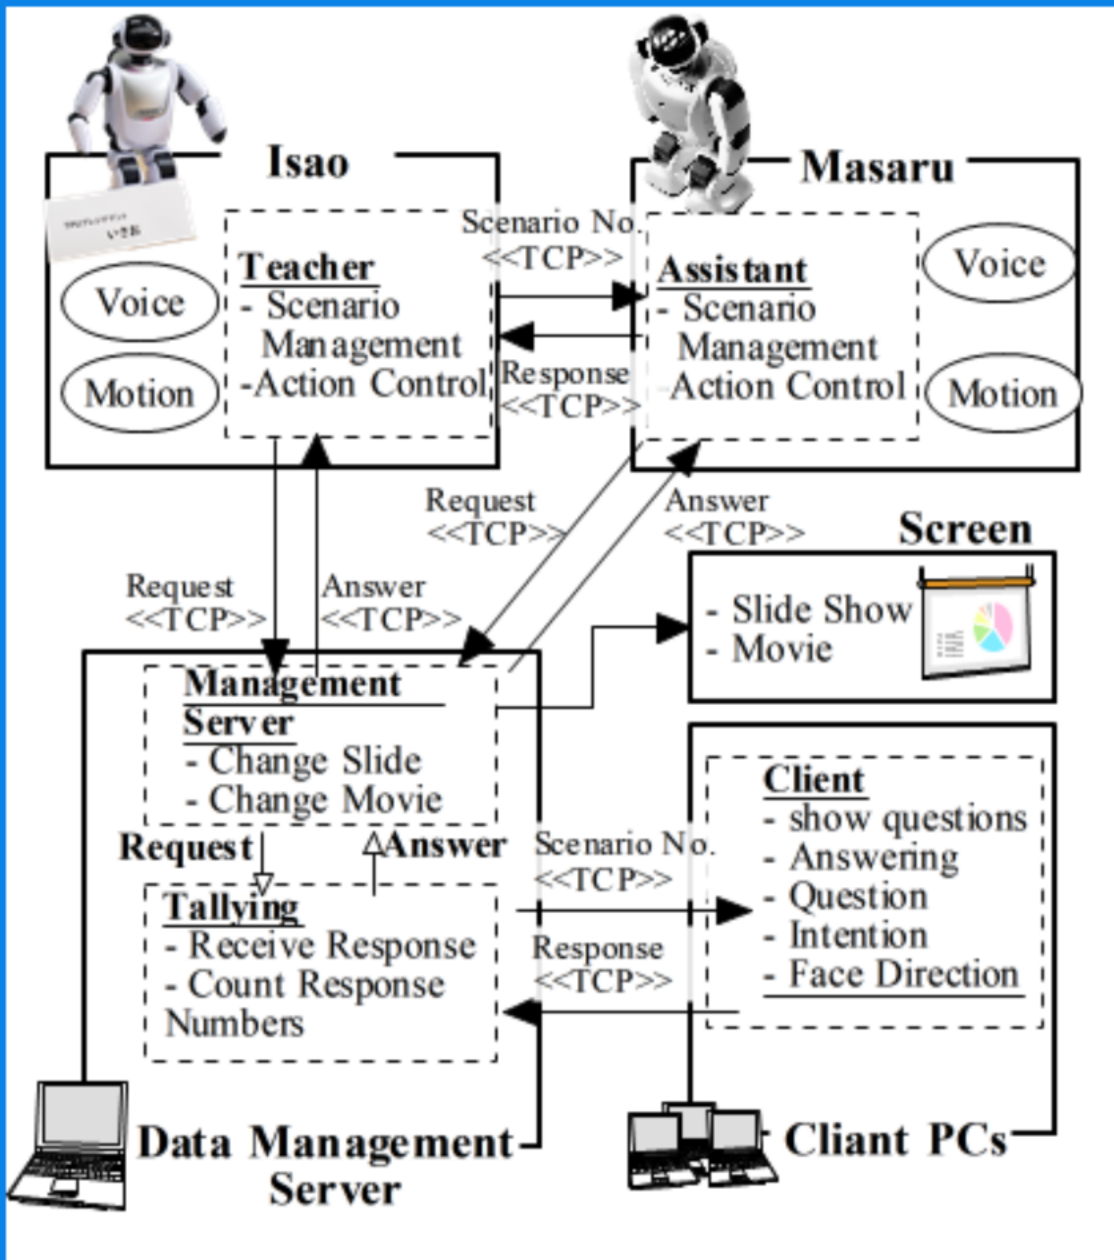 Isao
Masaru
いさお
Teacher
- Scenario
Management
-Action Control
Voice
Motion
Scenario No.
<<TCP>>
Response
<<TCP>>
Assistant
- Scenario
Management
-Action Control
Voice
Motion
Request
<<TCP>>
Answer
<<TCP>>
Request
<<TCP>>
Answer
<<TCP>>
Screen
- Slide Show
- Movie
Management
Server
- Change Slide
- Change Movie
Request
Answer
Tallying
- Receive Response
- Count Response
Numbers
Scenario No.
<<TCP>>
Response
<<TCP>>
Client
- show questions
- Answering
- Question
- Intention
- Face Direction
Data Management
Server
Cliant PCs